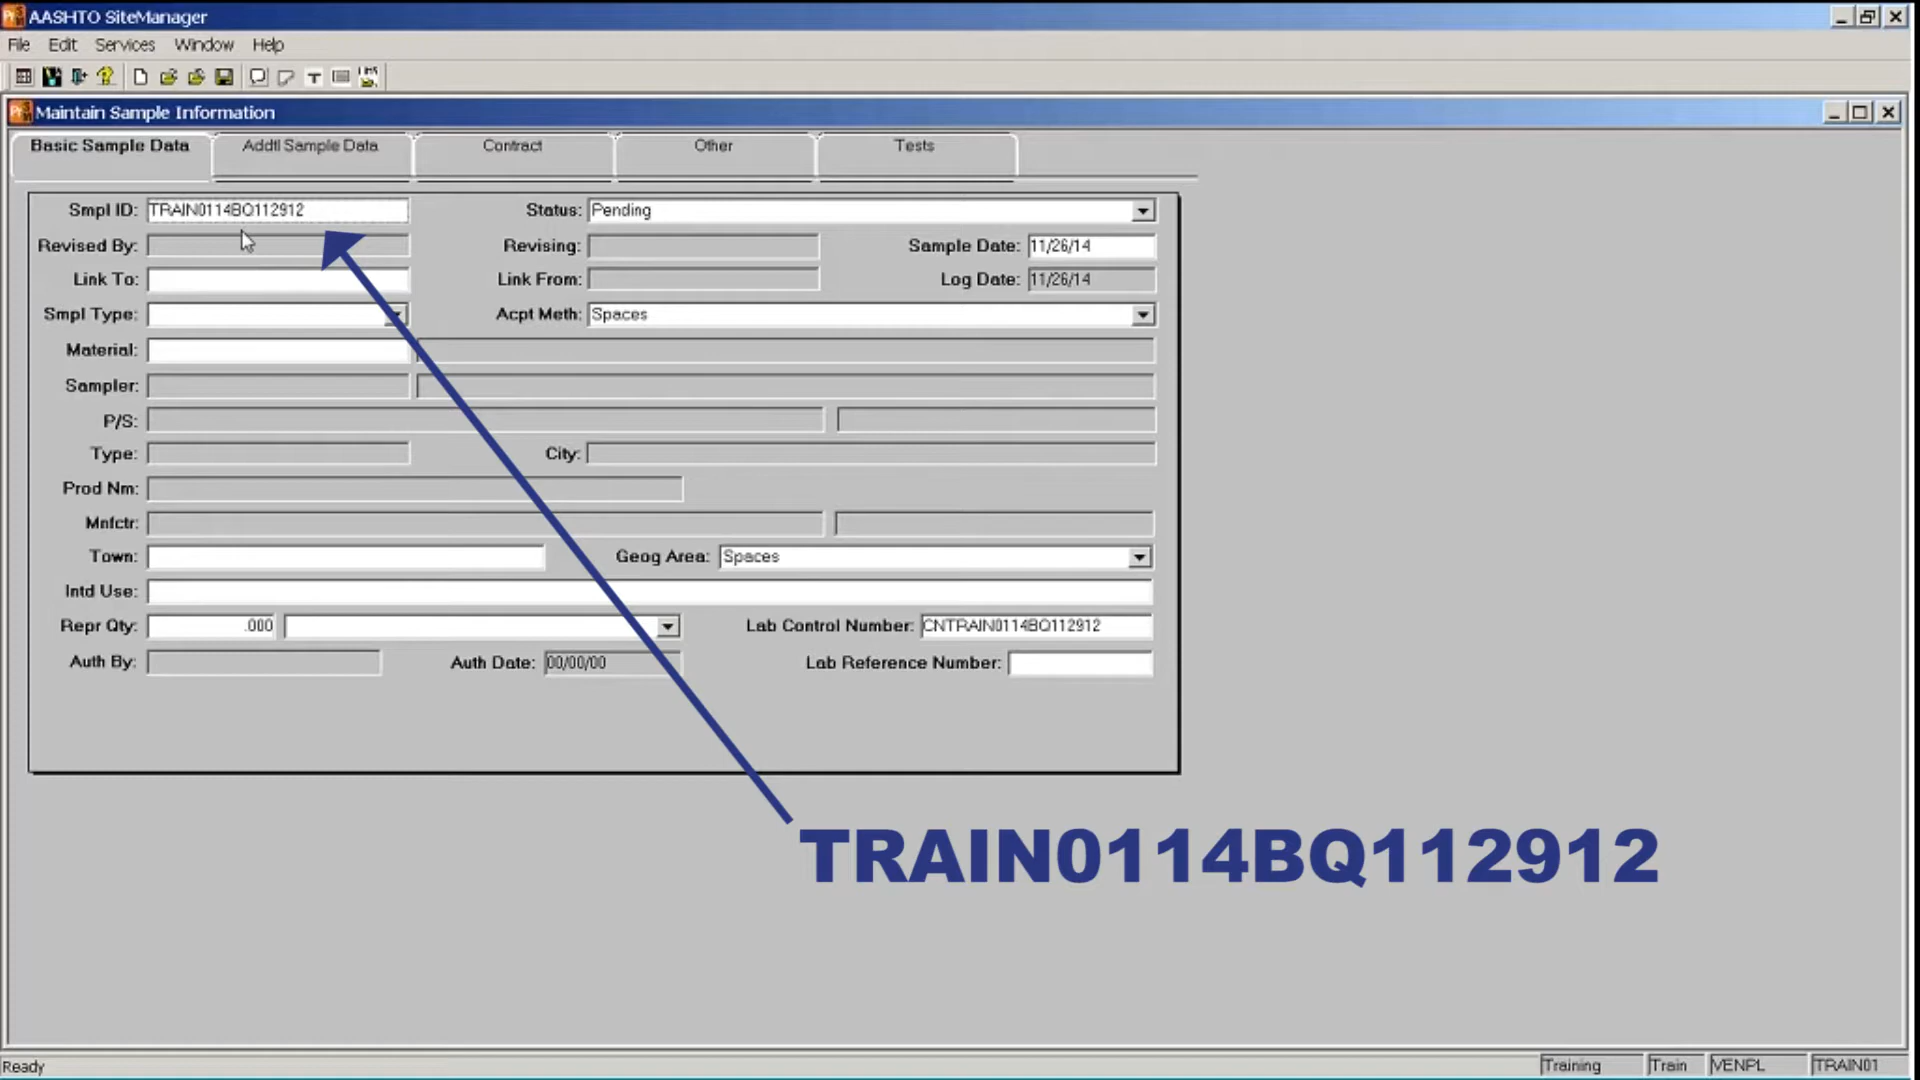 AASHTO SiteManager
File Edit Services Window Help
Maintain Sample Information
Basic Sample Data Addtl Sample Data Contract Other Tests
Smpl ID: TRAIN0114BQ112912 Status: Pending
Revised By: Revising: Sample Date: 11/26/14
Link To: Link From: Log Date: 11/26/14
Smpl Type: Acpt Meth: Spaces
Material:
Sampler:
P/S:
Type: City:
Prod Nm:
Mnfctr:
Town: Geog Area: Spaces
Intd Use:
Repr Qty: .000 Lab Control Number: CNTRAIN0114BQ112912
Auth By: Auth Date: 00/00/00 Lab Reference Number:
TRAIN0114BQ112912
Ready Training Train VENPL TRAIN01